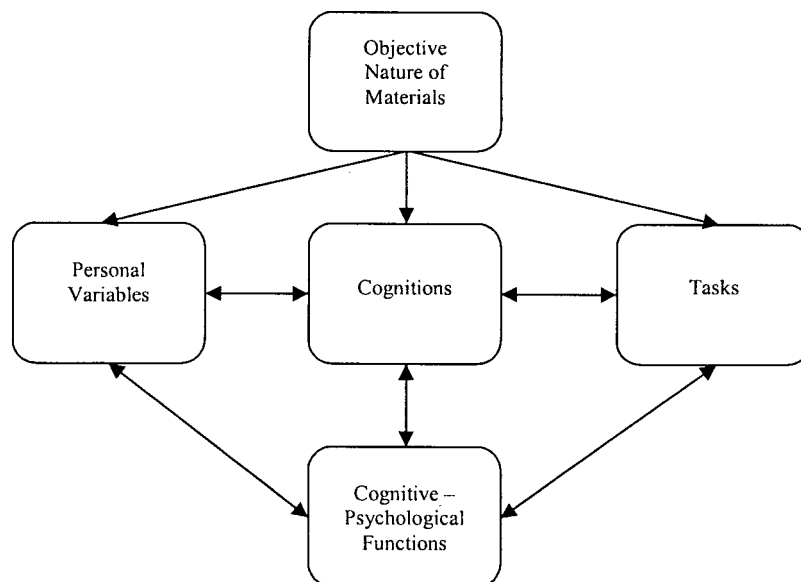 Objective
Nature of
Materials
Personal
Variables
Cognitions
Tasks
Cognitive –
Psychological
Functions